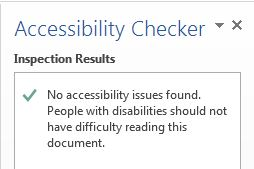 Accessibility Checker
Inspection Results
No accessibility issues found.
People with disabilities should not
have difficulty reading this
document.